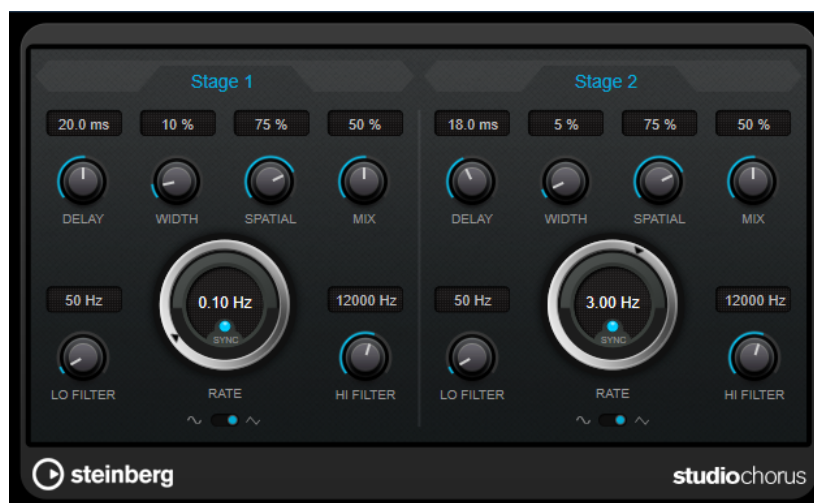 Stage 1 Stage 2
20.0 ms 10 % 75 % 50 % 18.0 ms 5 % 75 % 50 %
DELAY WIDTH SPATIAL MIX DELAY WIDTH SPATIAL MIX
50 Hz 0.10 Hz 12000 Hz 50 Hz 3.00 Hz 12000 Hz
SYNC SYNC
LO FILTER RATE HI FILTER LO FILTER RATE HI FILTER
steinberg studiochorus